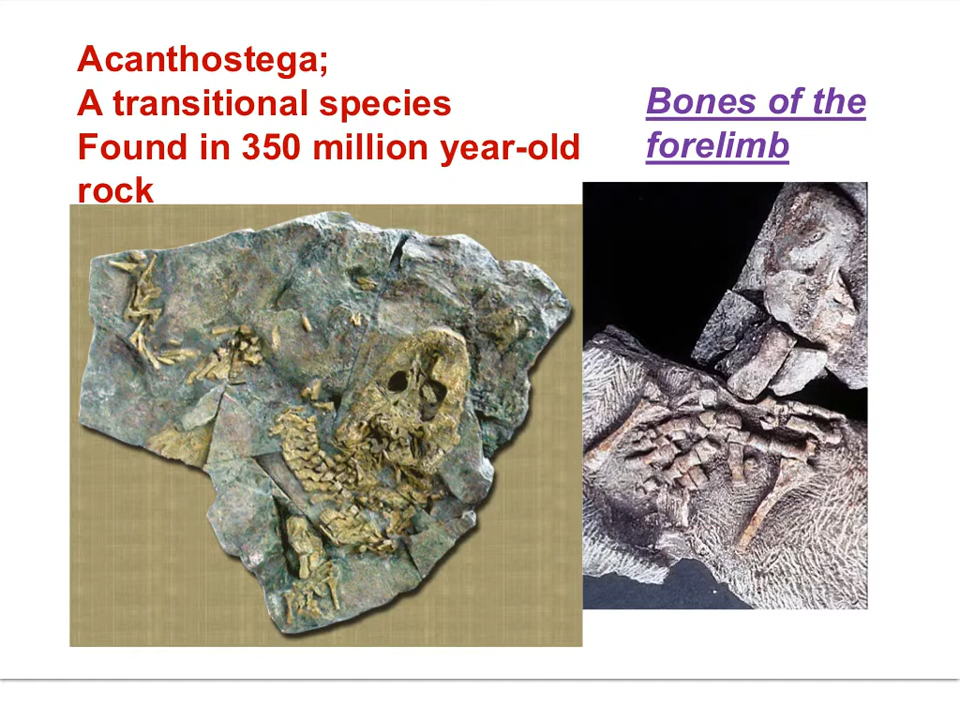 Acanthostega;
A transitional species
Found in 350 million year-old
rock
Bones of the
forelimb